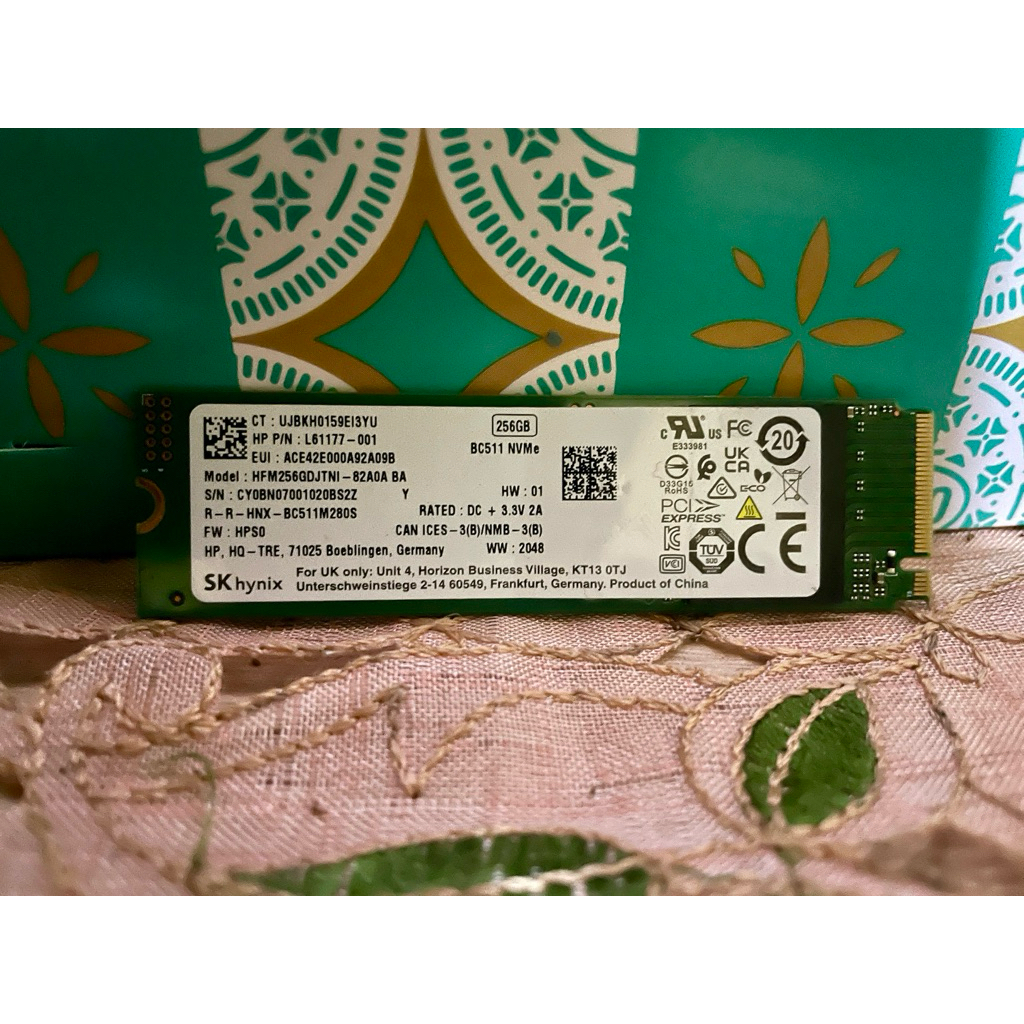 CT : UJBKH0159EI3YU
256GB
HP P/N : L61177-001
BC511 NVMe
EUI : ACE42E000A92A09B
Model : HFM256GDJTNI-82A0A BA
S/N : CY0BN07001020BS2Z Y HW : 01
R-R-HNX-BC511M280S RATED : DC + 3.3V 2A
FW : HPS0 CAN ICES-3(B)/NMB-3(B)
HP, HQ-TRE, 71025 Boeblingen, Germany WW : 2048
SK hynix
For UK only: Unit 4, Horizon Business Village, KT13 0TJ
Unterschweinstiege 2-14 60549, Frankfurt, Germany. Product of China
c RU us FC
E333981
20
UK
CA
D33G15
RoHS
ECO
PCI
EXPRESS
TÜV
SÜD
VCI
CE